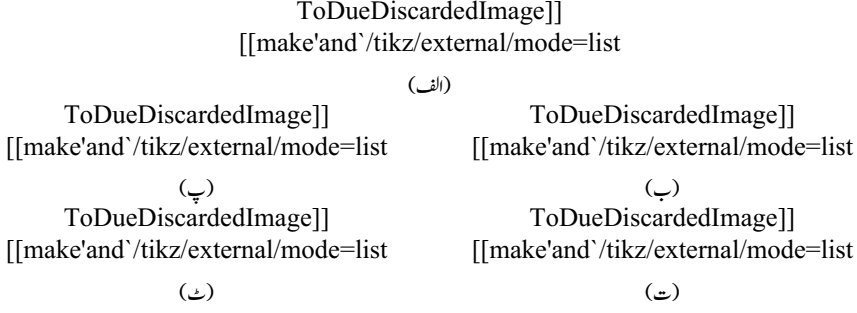 ToDueDiscardedImage]]
[[make'and`/tikz/external/mode=list
(الف)
ToDueDiscardedImage]]
[[make'and`/tikz/external/mode=list
(ب)
ToDueDiscardedImage]]
[[make'and`/tikz/external/mode=list
(پ)
ToDueDiscardedImage]]
[[make'and`/tikz/external/mode=list
(ت)
ToDueDiscardedImage]]
[[make'and`/tikz/external/mode=list
(ٹ)